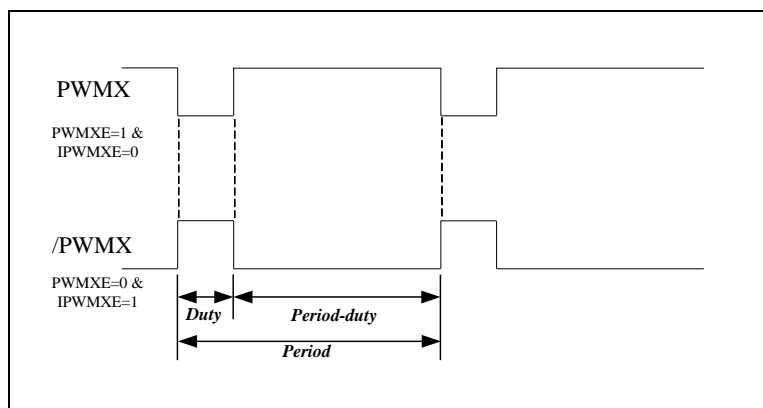 PWMX
PWMXE=1 &
IPWMXE=0
/PWMX
PWMXE=0 &
IPWMXE=1
Duty
Period-duty
Period